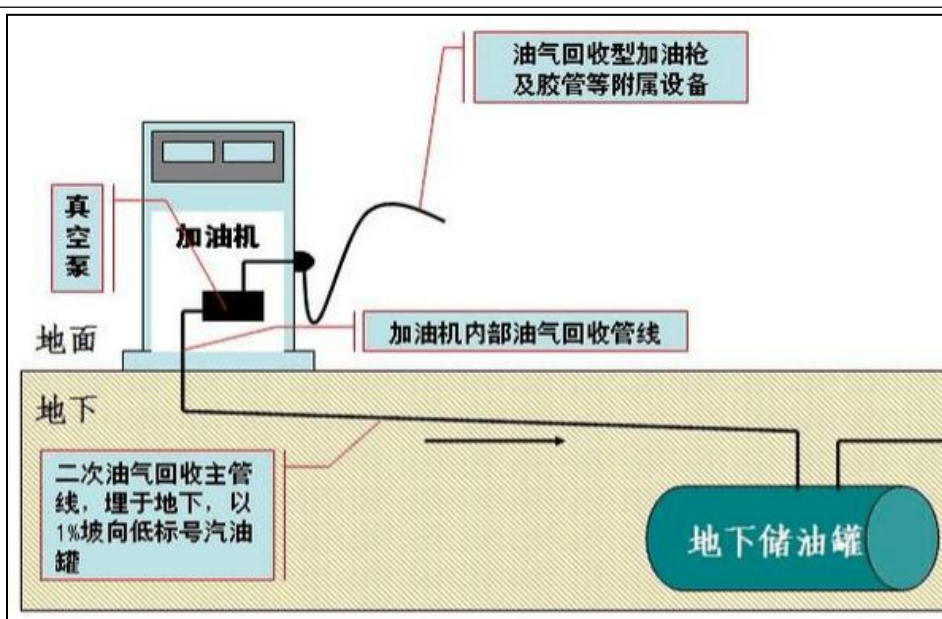 油气回收型加油枪
及胶管等附属设备
真
空
泵
加油机
地面
加油机内部油气回收管线
地下
二次油气回收主管
线，埋于地下，以
1%坡向低标号汽油
罐
地下储油罐